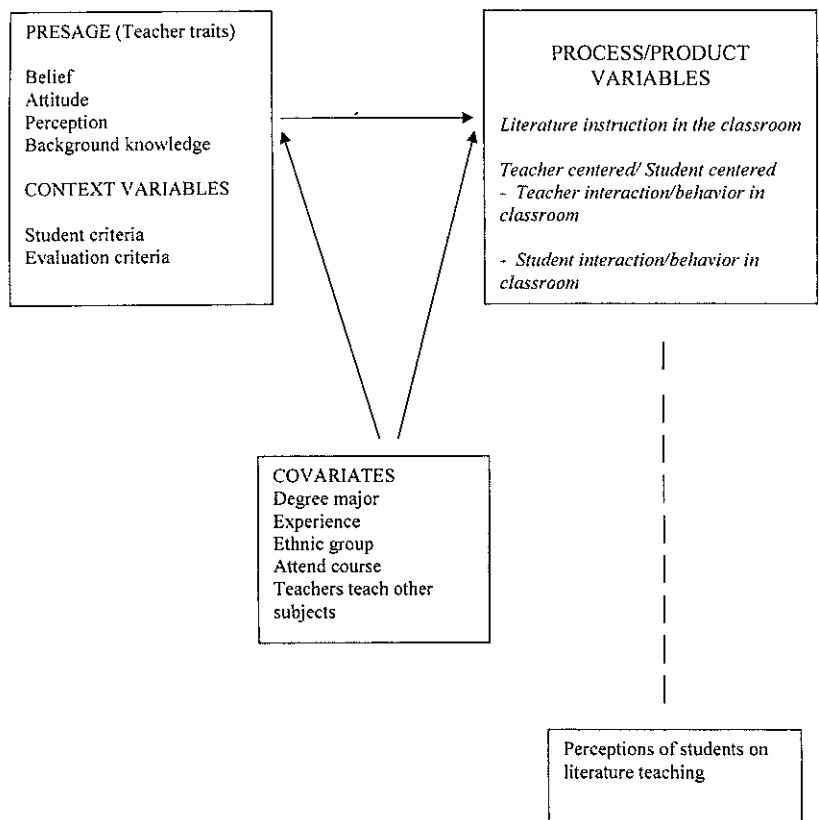 PRESAGE (Teacher traits)
Belief
Attitude
Perception
Background knowledge
CONTEXT VARIABLES
Student criteria
Evaluation criteria
PROCESS/PRODUCT
VARIABLES
Literature instruction in the classroom
Teacher centered/ Student centered
- Teacher interaction/behavior in
classroom
- Student interaction/behavior in
classroom
COVARIATES
Degree major
Experience
Ethnic group
Attend course
Teachers teach other
subjects
Perceptions of students on
literature teaching